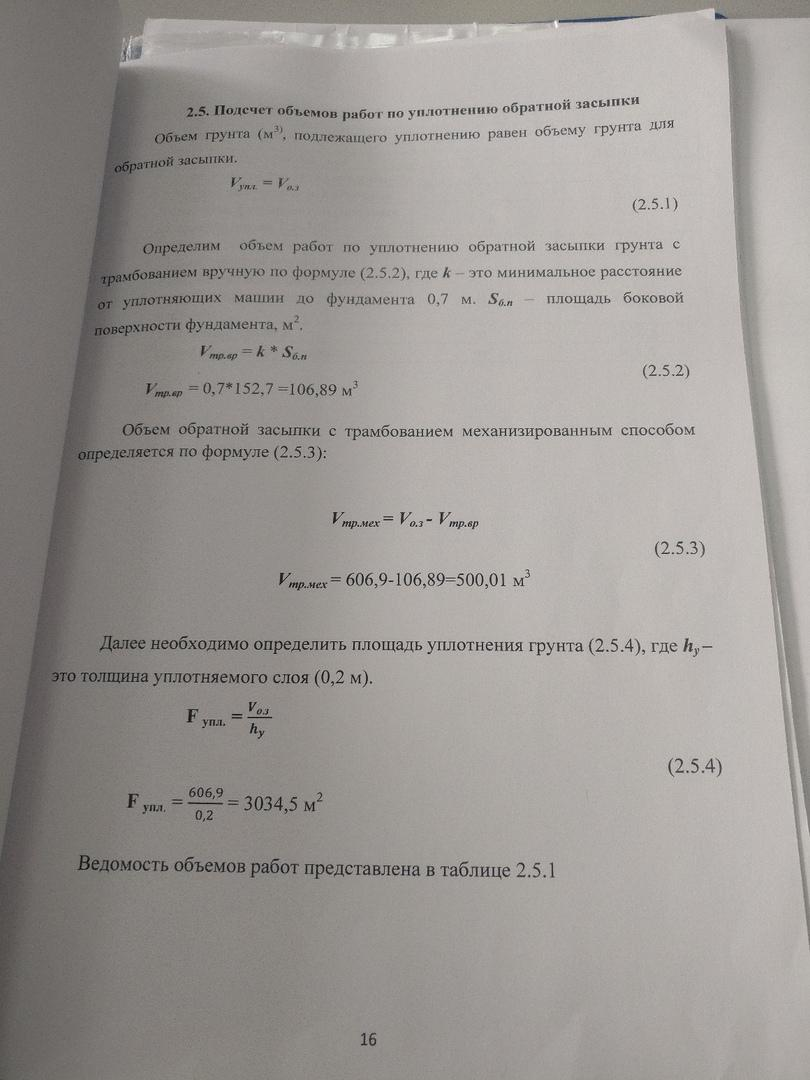 2.5. Подсчет объемов работ по уплотнению обратной засыпки
Объем грунта (м³), подлежащего уплотнению равен объему грунта для
обратной засыпки.
Vупл. = Vо.з
(2.5.1)
Определим объем работ по уплотнению обратной засыпки грунта с
трамбованием вручную по формуле (2.5.2), где k – это минимальное расстояние
от уплотняющих машин до фундамента 0,7 м. Sб.п – площадь боковой
поверхности фундамента, м².
Vтр.вр = k * Sб.п
(2.5.2)
Vтр.вр = 0,7*152,7 =106,89 м³
Объем обратной засыпки с трамбованием механизированным способом
определяется по формуле (2.5.3):
Vтр.мех = Vо.з - Vтр.вр
(2.5.3)
Vтр.мех = 606,9-106,89=500,01 м³
Далее необходимо определить площадь уплотнения грунта (2.5.4), где hу –
это толщина уплотняемого слоя (0,2 м).
F упл. = Vо.з / hу
(2.5.4)
F упл. = 606,9 / 0,2 = 3034,5 м²
Ведомость объемов работ представлена в таблице 2.5.1
16